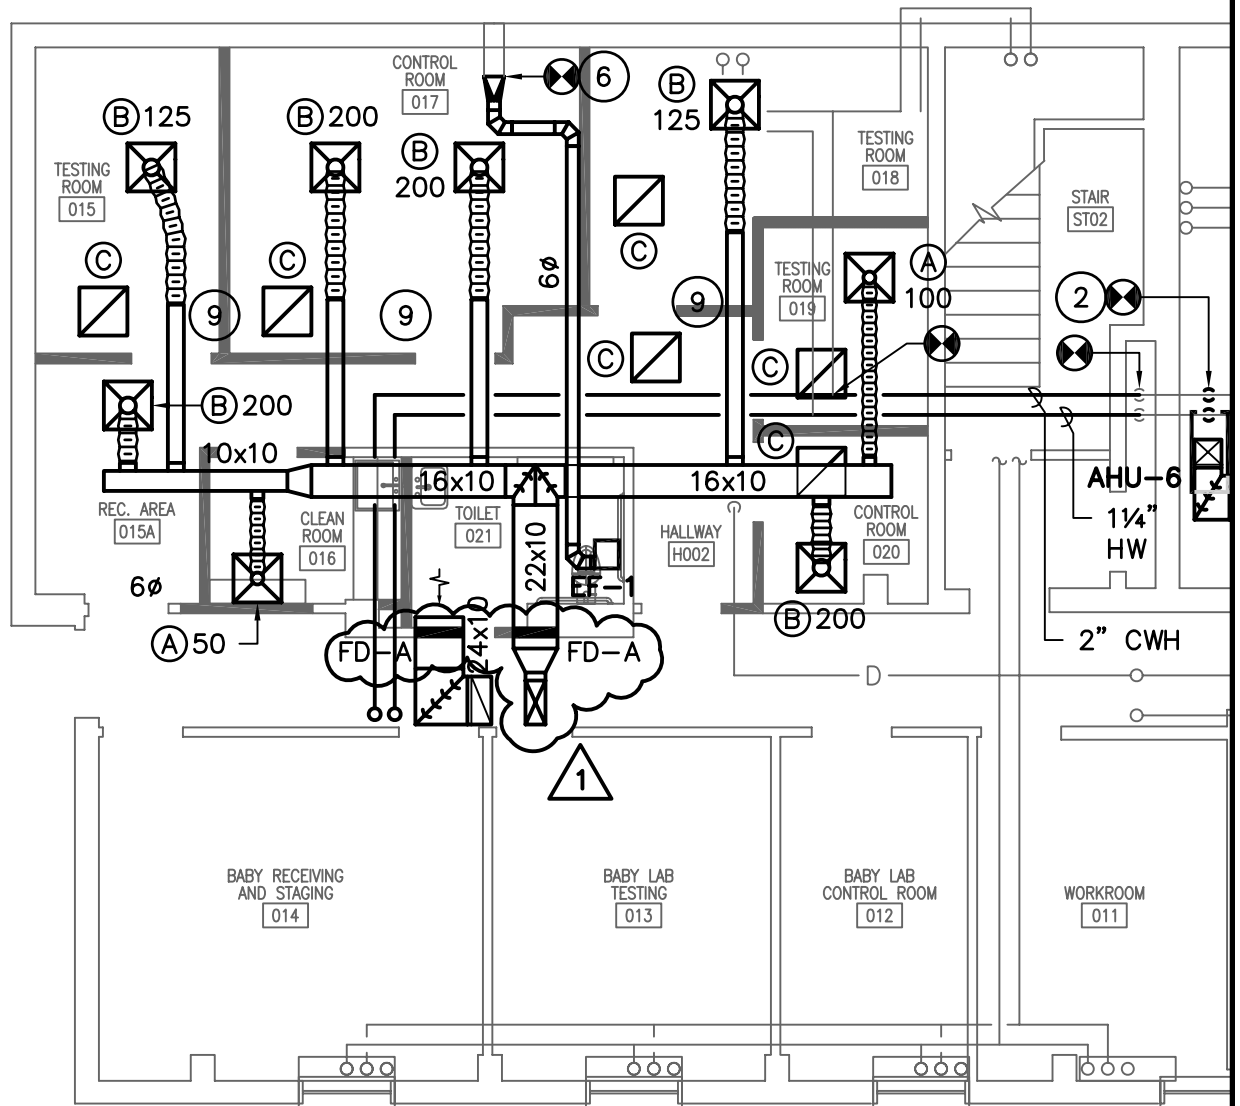 CONTROL
ROOM
017
6
B
125
B
125
B
200
B
200
TESTING
ROOM
015
TESTING
ROOM
018
STAIR
ST02
C
C
C
6ø
TESTING
ROOM
019
A
100
2
9
9
9
C
C
B
200
10x10
C
16x10
16x10
AHU-6
REC. AREA
015A
CLEAN
ROOM
016
TOILET
021
22x10
HALLWAY
H002
CONTROL
ROOM
020
1¼"
HW
6ø
EF-1
A
50
B
200
2" CWH
FD-A
24x10
FD-A
D
1
BABY RECEIVING
AND STAGING
014
BABY LAB
TESTING
013
BABY LAB
CONTROL ROOM
012
WORKROOM
011